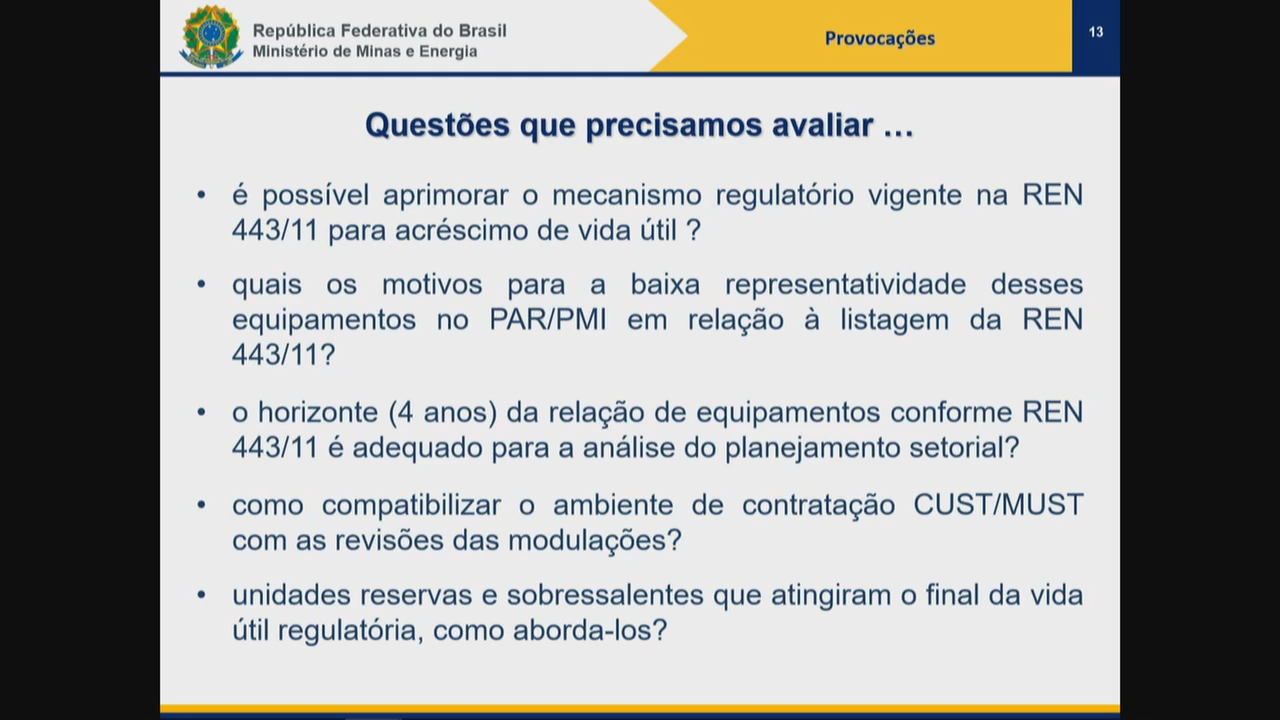 República Federativa do Brasil
Ministério de Minas e Energia
Provocações
13
Questões que precisamos avaliar ...
• é possível aprimorar o mecanismo regulatório vigente na REN
443/11 para acréscimo de vida útil ?
• quais os motivos para a baixa representatividade desses
equipamentos no PAR/PMI em relação à listagem da REN
443/11?
• o horizonte (4 anos) da relação de equipamentos conforme REN
443/11 é adequado para a análise do planejamento setorial?
• como compatibilizar o ambiente de contratação CUST/MUST
com as revisões das modulações?
• unidades reservas e sobressalentes que atingiram o final da vida
útil regulatória, como aborda-los?